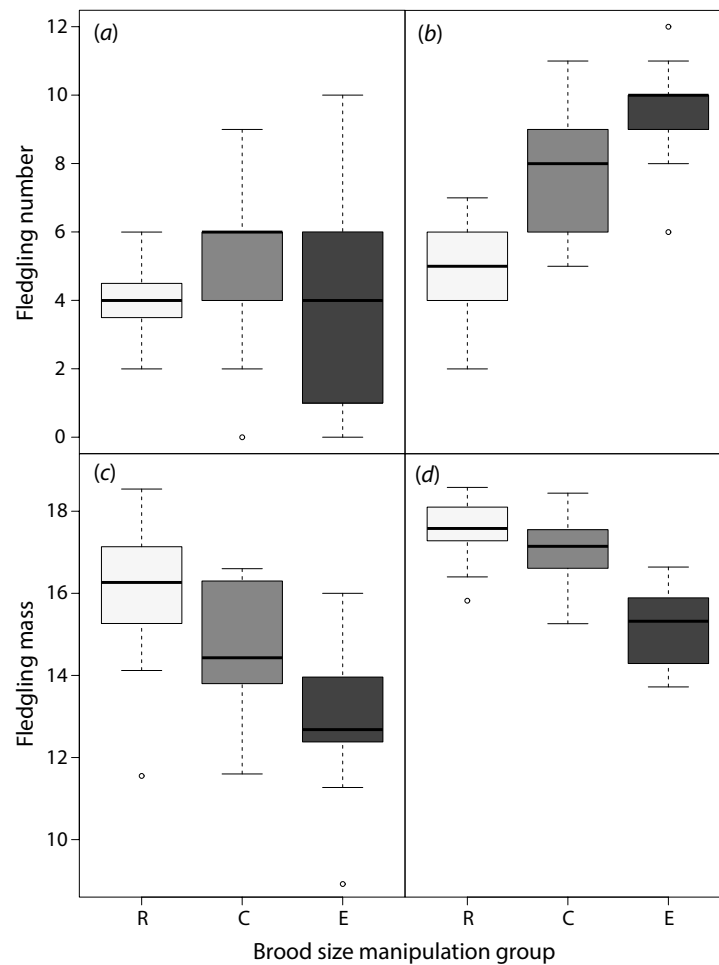 (a)
(b)
12
10
8
6
4
2
0
Fledgling number
(c)
(d)
18
16
14
12
10
Fledgling mass
R C E R C E
Brood size manipulation group